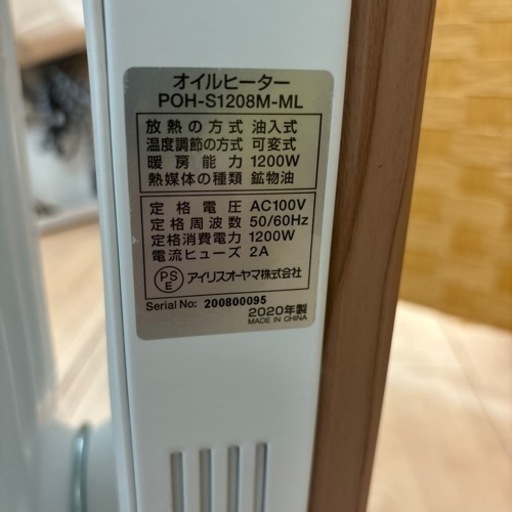 オイルヒーター
POH-S1208M-ML
放熱の方式 油入式
温度調節の方式 可変式
暖房能力 1200W
熱媒体の種類 鉱物油
定格電圧 AC100V
定格周波数 50/60Hz
定格消費電力 1200W
電流ヒューズ 2A
PSE アイリスオーヤマ株式会社
Serial No: 200800095
2020年製
MADE IN CHINA